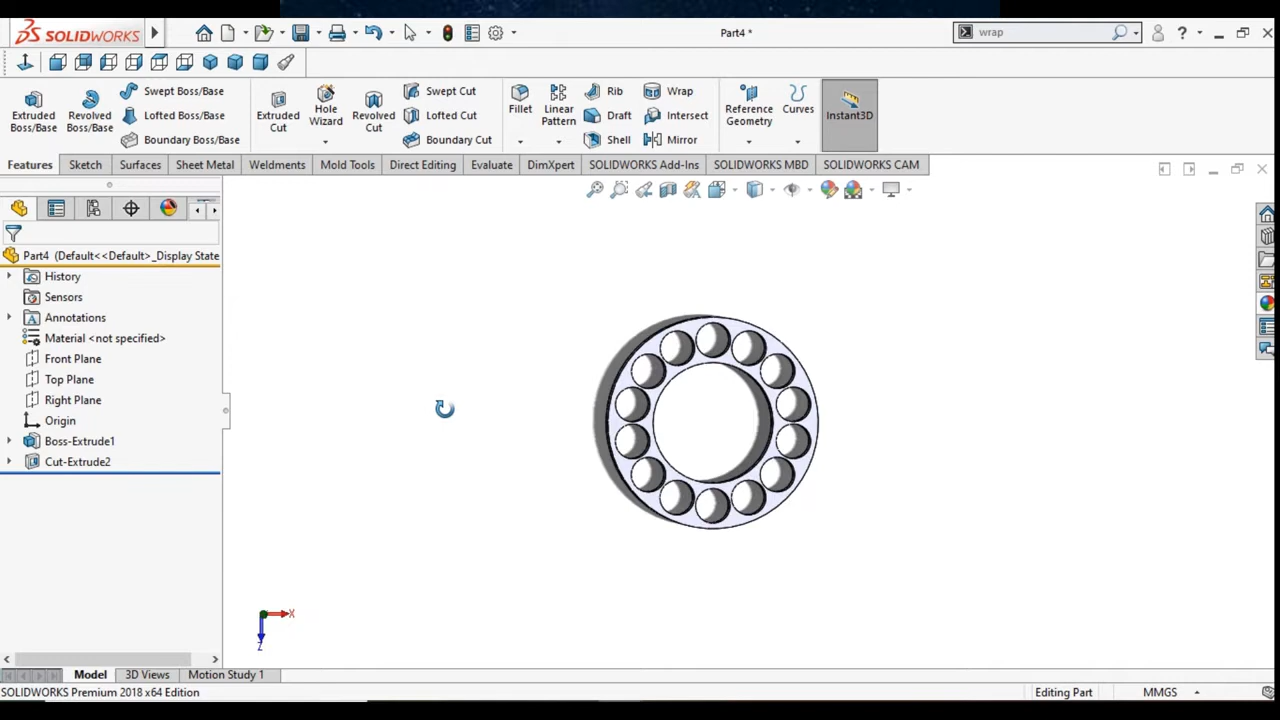 SOLIDWORKS
Part4 *
wrap
?
Extruded Boss/Base
Revolved Boss/Base
Swept Boss/Base
Lofted Boss/Base
Boundary Boss/Base
Extruded Cut
Hole Wizard
Revolved Cut
Swept Cut
Lofted Cut
Boundary Cut
Fillet
Linear Pattern
Rib
Draft
Shell
Wrap
Intersect
Mirror
Reference Geometry
Curves
Instant3D
Features Sketch Surfaces Sheet Metal Weldments Mold Tools Direct Editing Evaluate DimXpert SOLIDWORKS Add-Ins SOLIDWORKS MBD SOLIDWORKS CAM
Part4 (Default<<Default>_Display State
History
Sensors
Annotations
Material <not specified>
Front Plane
Top Plane
Right Plane
Origin
Boss-Extrude1
Cut-Extrude2
X
Z
Model 3D Views Motion Study 1
SOLIDWORKS Premium 2018 x64 Edition Editing Part MMGS